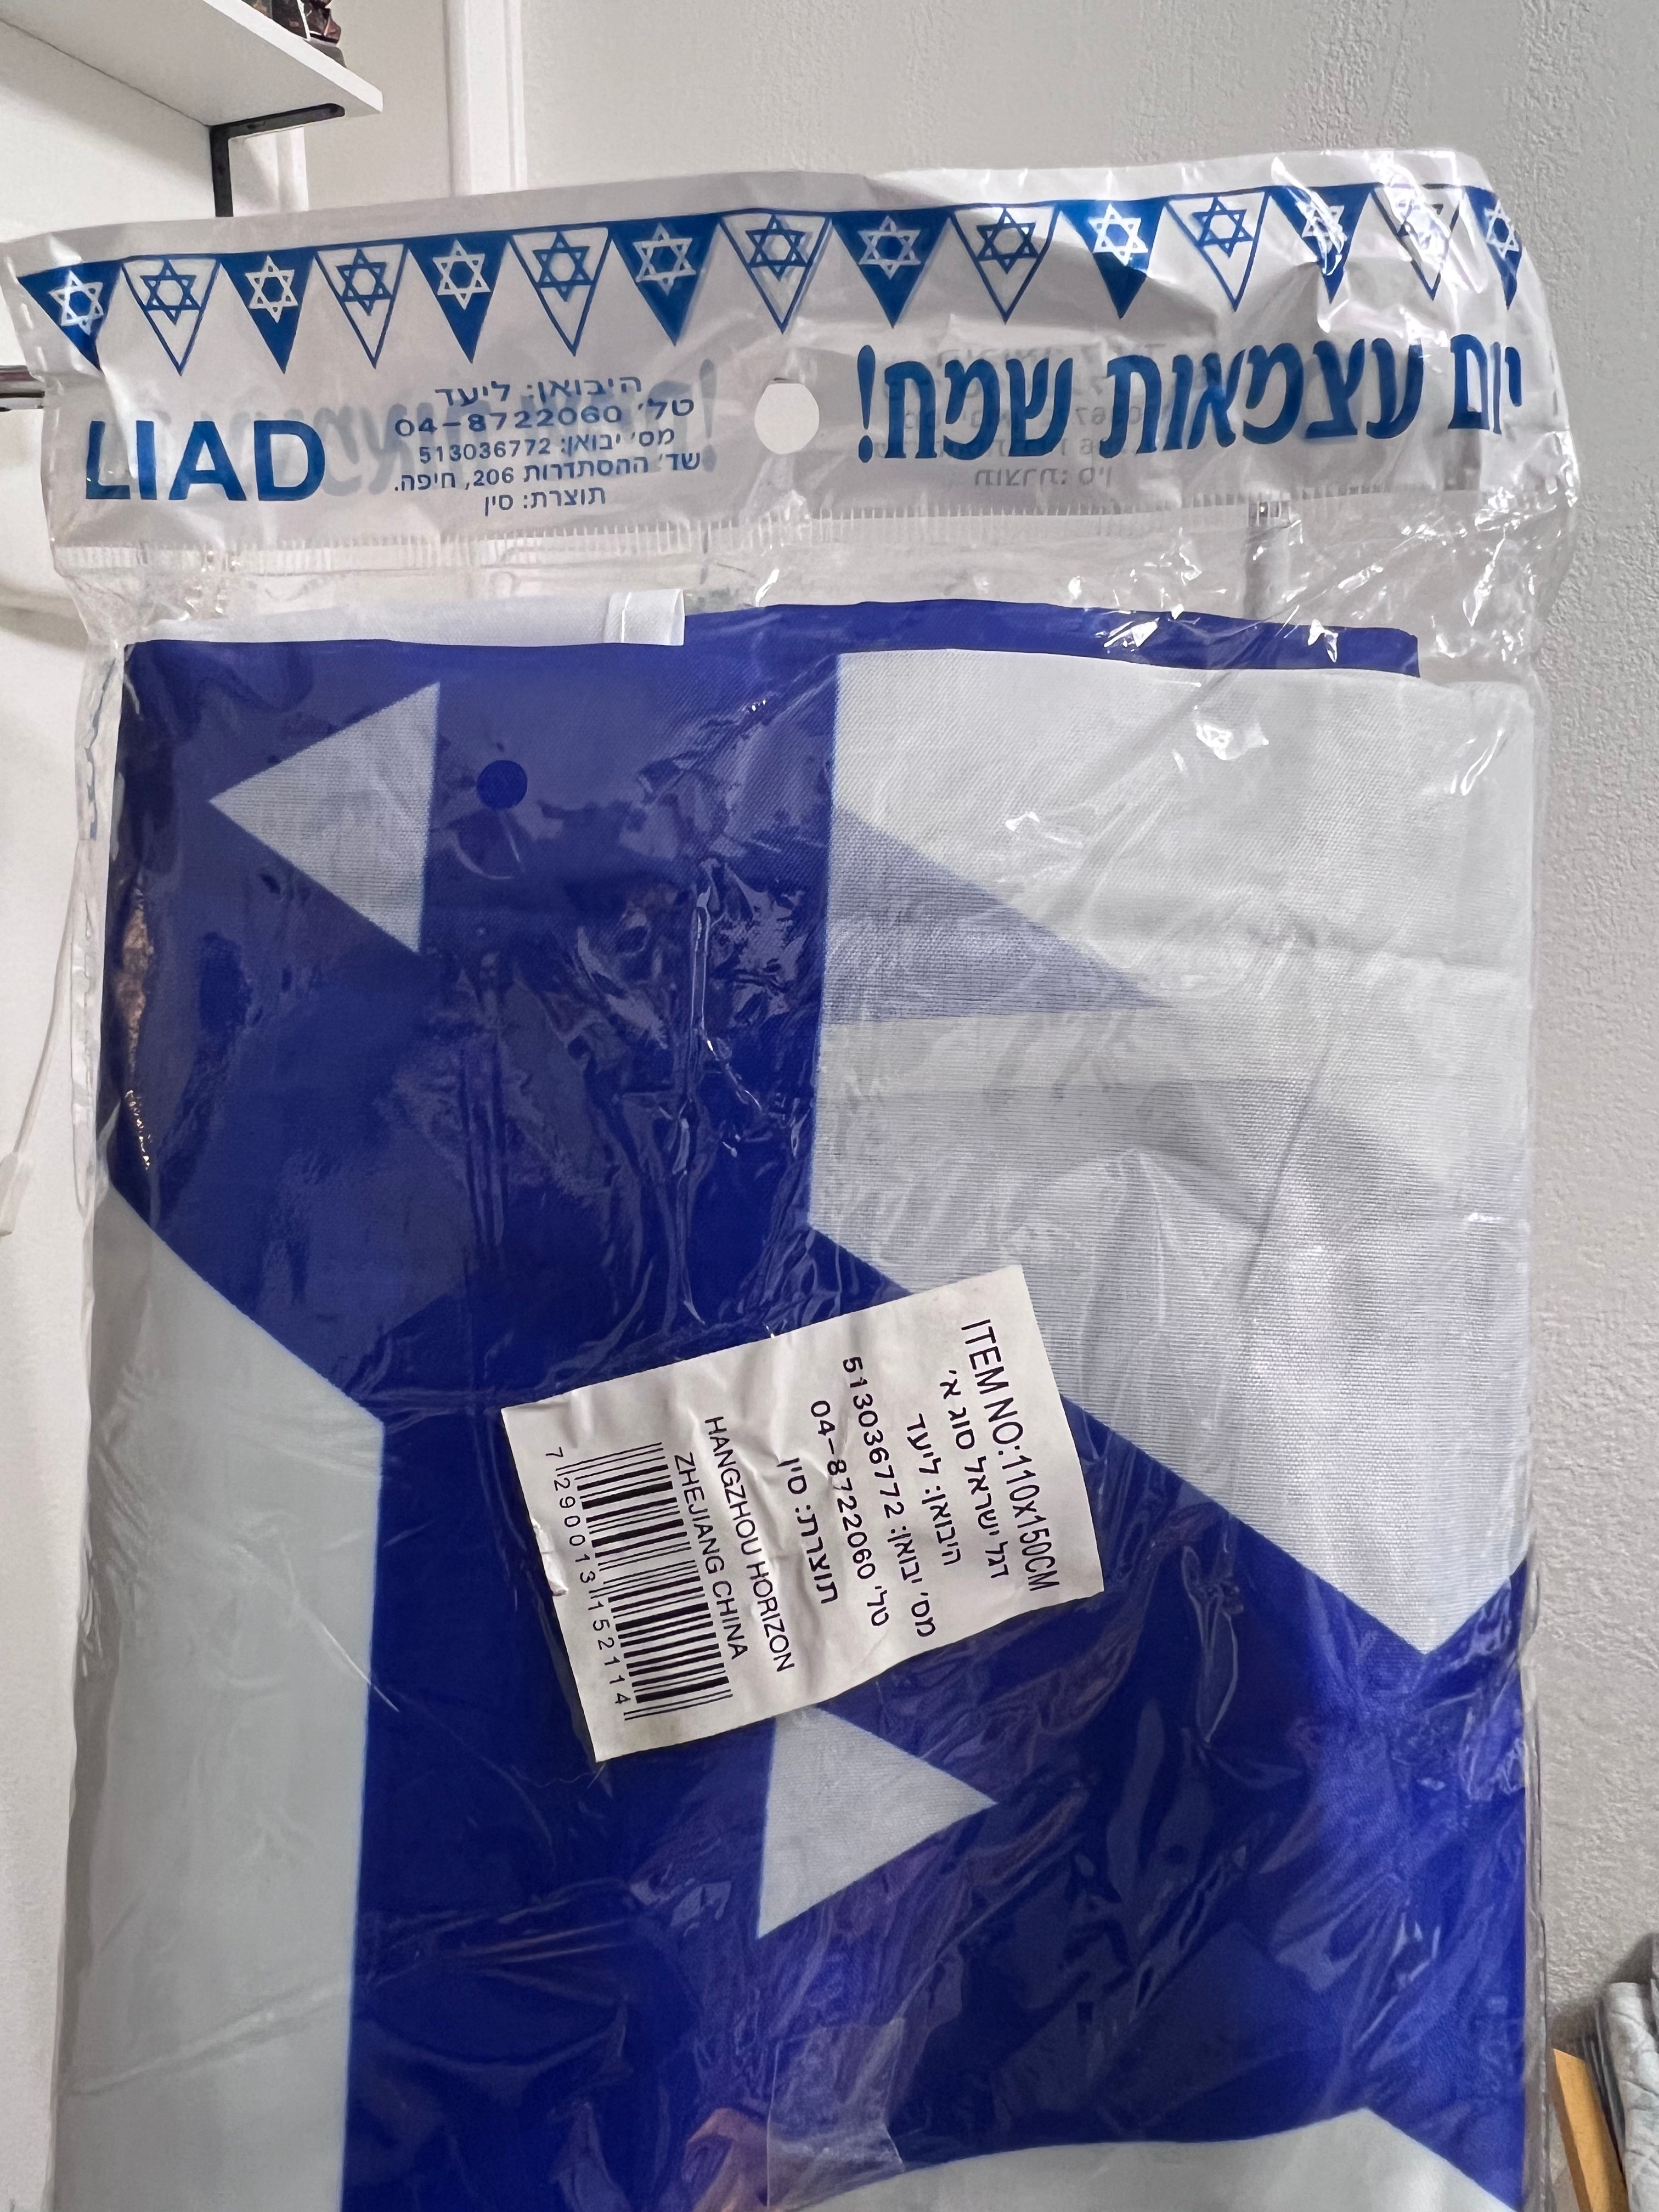 יום עצמאות שמח!
LIAD
היבואן: ליעד
טל' 04-8722060
מס' יבואן: 513036772
שד' ההסתדרות 206, חיפה.
תוצרת: סין
ITEM NO:110x150CM
דגל ישראל סוג א'
היבואן: ליעד
מס' יבואן: 513036772
טל' 04-8722060
תוצרת: סין
HANGZHOU HORIZON
ZHEJIANG CHINA
7290013152114